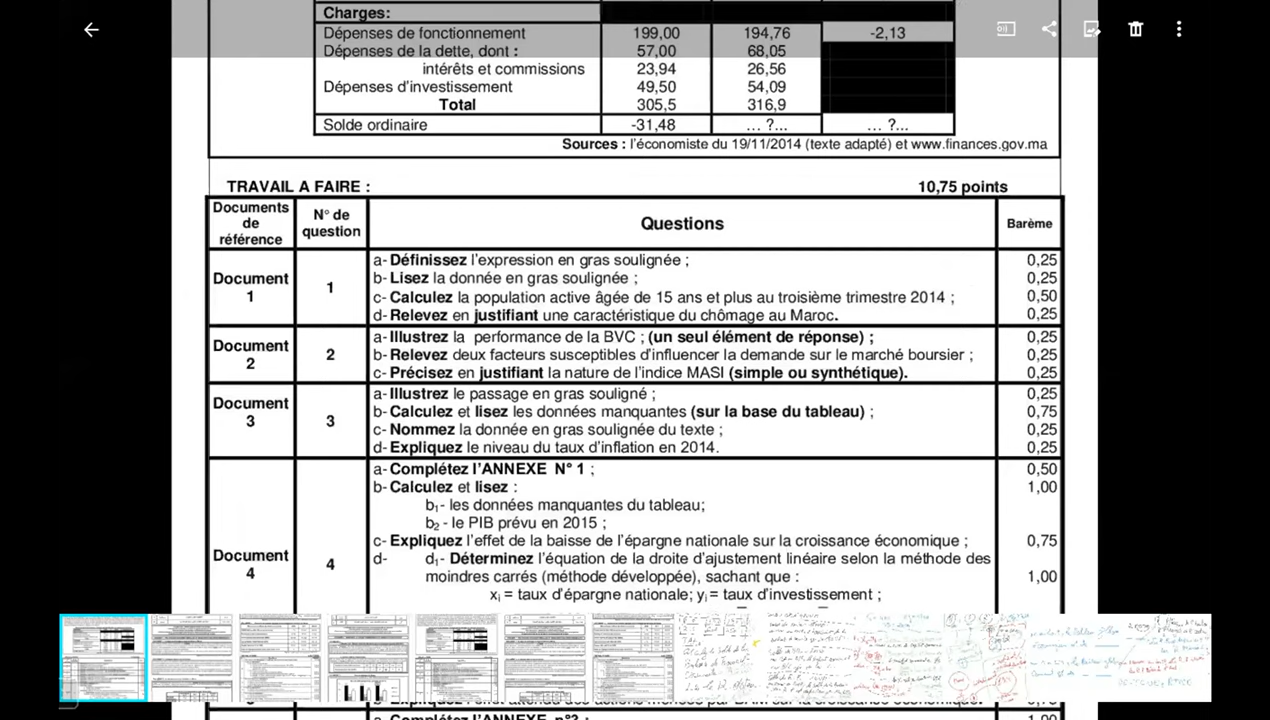 Charges:
Dépenses de fonctionnement 199,00 194,76 -2,13
Dépenses de la dette, dont : 57,00 68,05
intérêts et commissions 23,94 26,56
Dépenses d'investissement 49,50 54,09
Total 305,5 316,9
Solde ordinaire -31,48 ... ?... ... ?...
Sources : l'économiste du 19/11/2014 (texte adapté) et www.finances.gov.ma
TRAVAIL A FAIRE : 10,75 points
Documents de référence N° de question Questions Barème
Document 1 1
a- Définissez l'expression en gras soulignée ; 0,25
b- Lisez la donnée en gras soulignée ; 0,25
c- Calculez la population active âgée de 15 ans et plus au troisième trimestre 2014 ; 0,50
d- Relevez en justifiant une caractéristique du chômage au Maroc. 0,25
Document 2 2
a- Illustrez la performance de la BVC ; (un seul élément de réponse) ; 0,25
b- Relevez deux facteurs susceptibles d'influencer la demande sur le marché boursier ; 0,25
c- Précisez en justifiant la nature de l'indice MASI (simple ou synthétique). 0,25
Document 3 3
a- Illustrez le passage en gras souligné ; 0,25
b- Calculez et lisez les données manquantes (sur la base du tableau) ; 0,75
c- Nommez la donnée en gras soulignée du texte ; 0,25
d- Expliquez le niveau du taux d'inflation en 2014. 0,25
Document 4 4
a- Complétez l'ANNEXE N° 1 ; 0,50
b- Calculez et lisez : 1,00
b₁- les données manquantes du tableau;
b₂- le PIB prévu en 2015 ;
c- Expliquez l'effet de la baisse de l'épargne nationale sur la croissance économique ; 0,75
d- d₁- Déterminez l'équation de la droite d'ajustement linéaire selon la méthode des
moindres carrés (méthode développée), sachant que : 1,00
xᵢ = taux d'épargne nationale; yᵢ = taux d'investissement ;